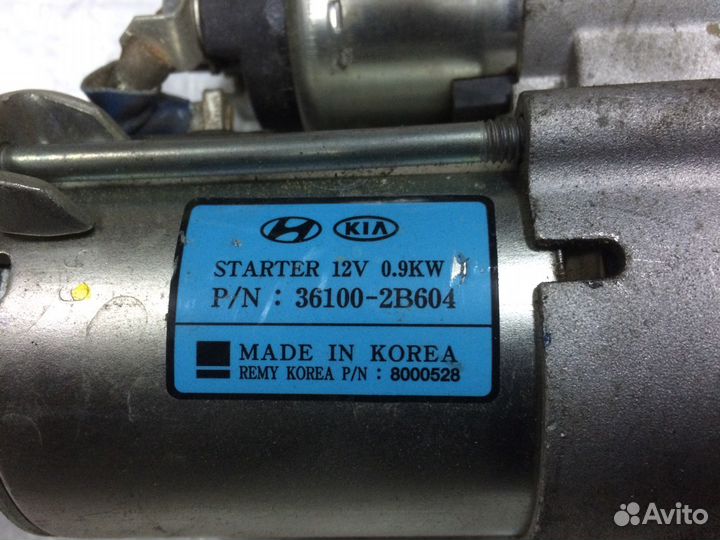 KIA
STARTER 12V 0.9KW
P/N : 36100-2B604
MADE IN KOREA
REMY KOREA P/N : 8000528
Avito